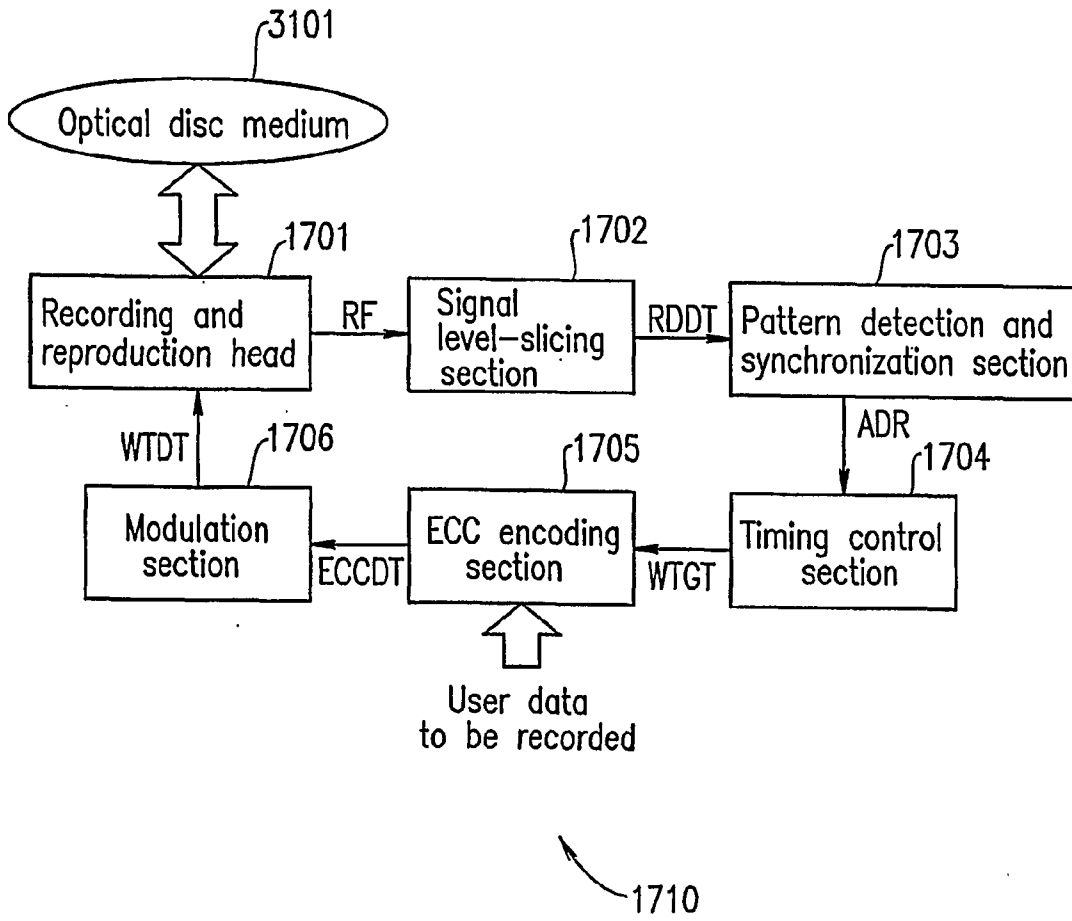 3101
Optical disc medium
1701
1702
1703
Recording and
reproduction head
RF
Signal
level-slicing
section
RDDT
Pattern detection and
synchronization section
WTDT
1706
1705
ADR
1704
Modulation
section
ECCDT
ECC encoding
section
WTGT
Timing control
section
User data
to be recorded
1710